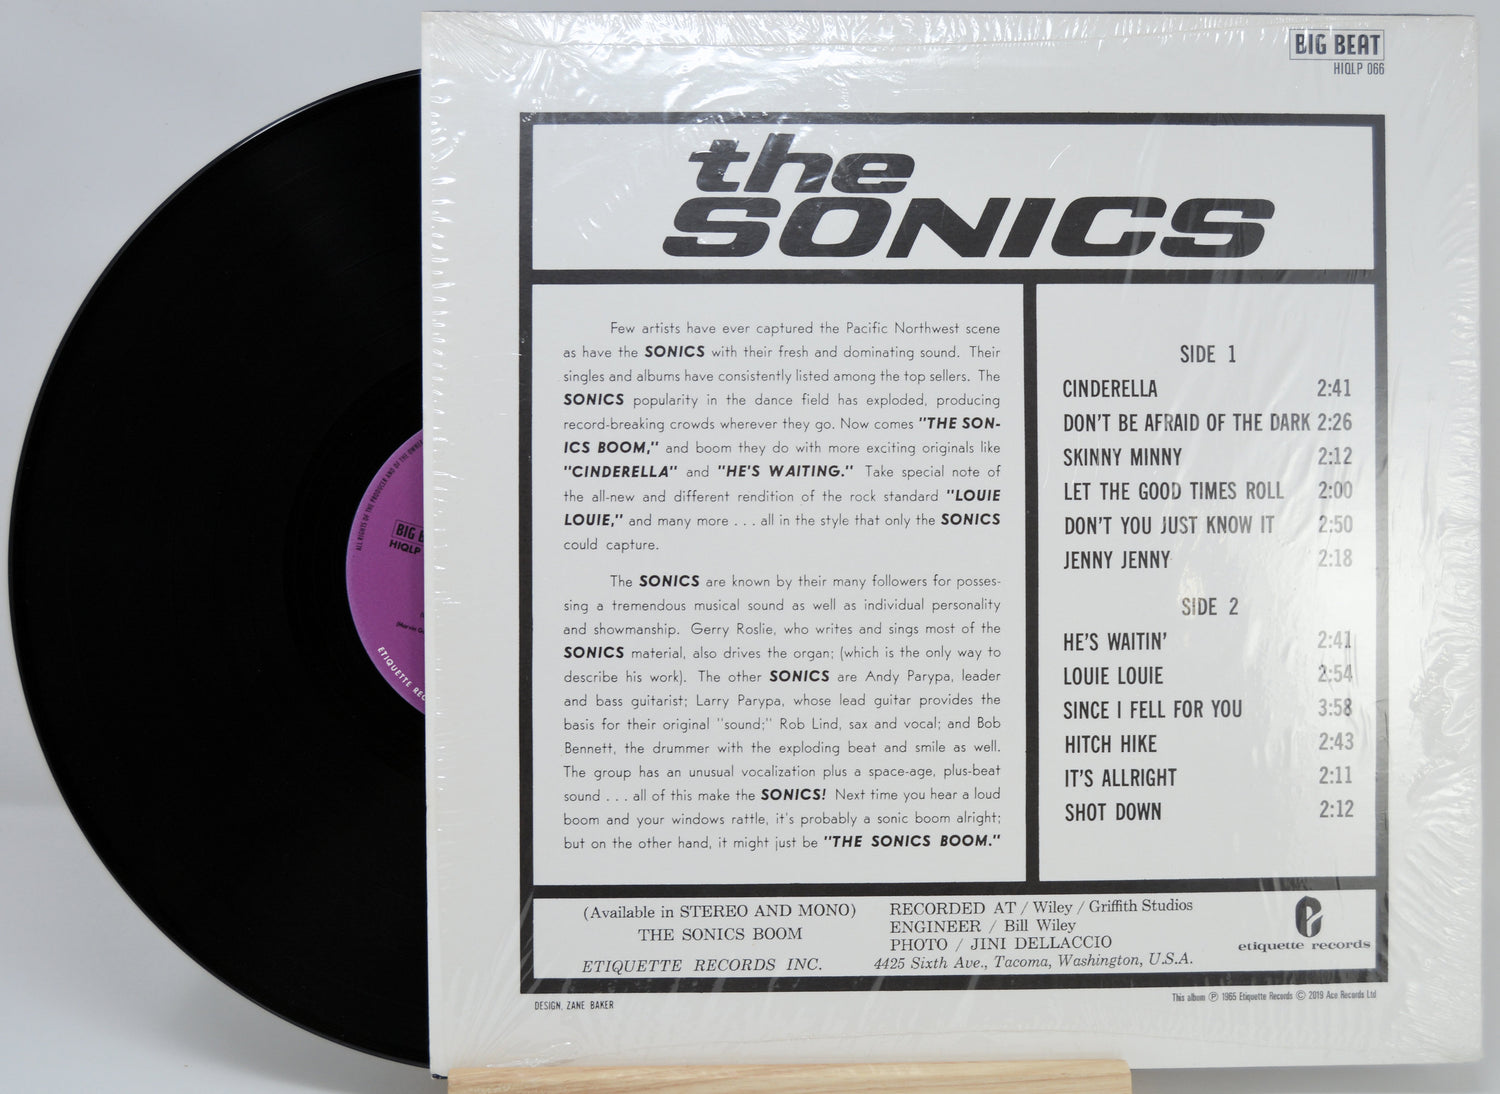 BIG BEAT
HIQLP 066
the
SONICS
Few artists have ever captured the Pacific Northwest scene
as have the SONICS with their fresh and dominating sound. Their
singles and albums have consistently listed among the top sellers. The
SONICS popularity in the dance field has exploded, producing
record-breaking crowds wherever they go. Now comes "THE SON-
ICS BOOM," and boom they do with more exciting originals like
"CINDERELLA" and "HE'S WAITING." Take special note of
the all-new and different rendition of the rock standard "LOUIE
LOUIE," and many more . . . all in the style that only the SONICS
could capture.
The SONICS are known by their many followers for posses-
sing a tremendous musical sound as well as individual personality
and showmanship. Gerry Roslie, who writes and sings most of the
SONICS material, also drives the organ; (which is the only way to
describe his work). The other SONICS are Andy Parypa, leader
and bass guitarist; Larry Parypa, whose lead guitar provides the
basis for their original "sound;" Rob Lind, sax and vocal; and Bob
Bennett, the drummer with the exploding beat and smile as well.
The group has an unusual vocalization plus a space-age, plus-beat
sound . . . all of this make the SONICS! Next time you hear a loud
boom and your windows rattle, it's probably a sonic boom alright;
but on the other hand, it might just be "THE SONICS BOOM."
SIDE 1
CINDERELLA 2:41
DON'T BE AFRAID OF THE DARK 2:26
SKINNY MINNY 2:12
LET THE GOOD TIMES ROLL 2:00
DON'T YOU JUST KNOW IT 2:50
JENNY JENNY 2:18
SIDE 2
HE'S WAITIN' 2:41
LOUIE LOUIE 2:54
SINCE I FELL FOR YOU 3:58
HITCH HIKE 2:43
IT'S ALLRIGHT 2:11
SHOT DOWN 2:12
(Available in STEREO AND MONO)
THE SONICS BOOM
ETIQUETTE RECORDS INC.
RECORDED AT / Wiley / Griffith Studios
ENGINEER / Bill Wiley
PHOTO / JINI DELLACCIO
4425 Sixth Ave., Tacoma, Washington, U.S.A.
etiquette records
DESIGN, ZANE BAKER
This album ℗ 1965 Etiquette Records © 2019 Ace Records Ltd
ALL RIGHTS OF THE PRODUCER AND OF THE OWNER
BIG
HIQLP
ETIQUETTE